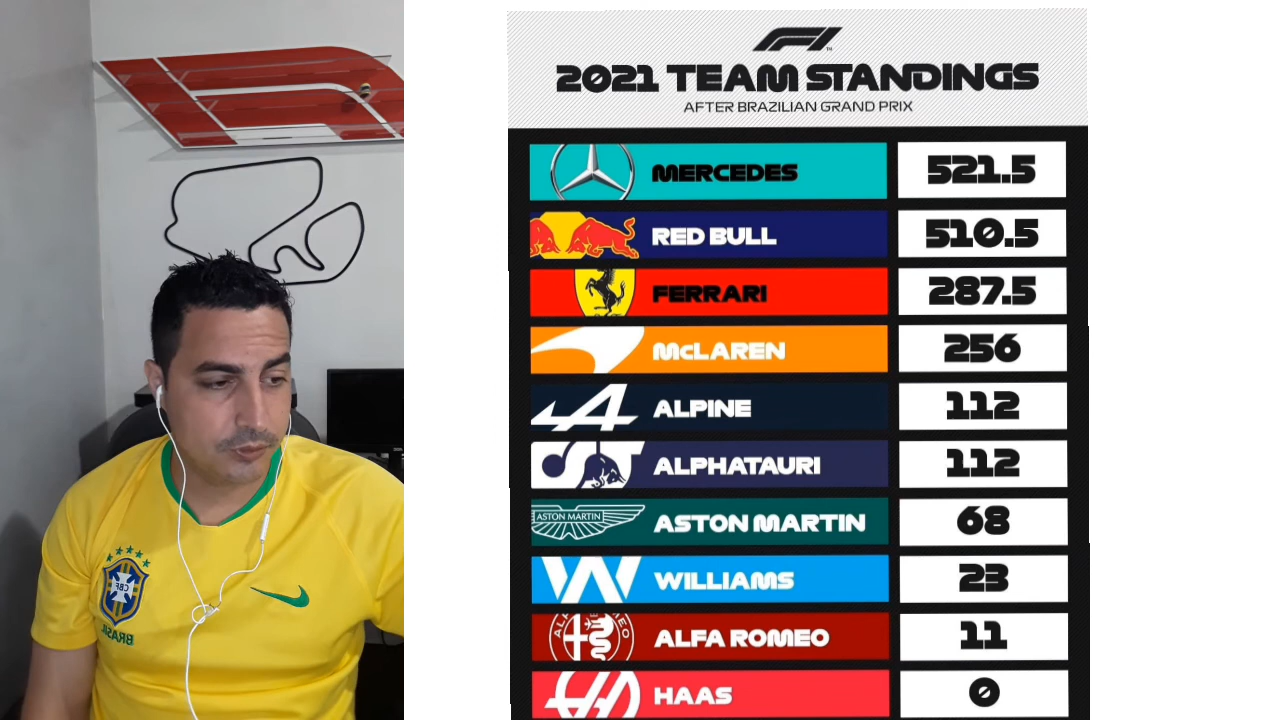 2021 TEAM STANDINGS
AFTER BRAZILIAN GRAND PRIX
MERCEDES 521.5
RED BULL 510.5
FERRARI 287.5
McLAREN 256
ALPINE 112
ALPHATAURI 112
ASTON MARTIN
ASTON MARTIN 68
WILLIAMS 23
ALFA ROMEO 11
HAAS 0
CBF
BRASIL